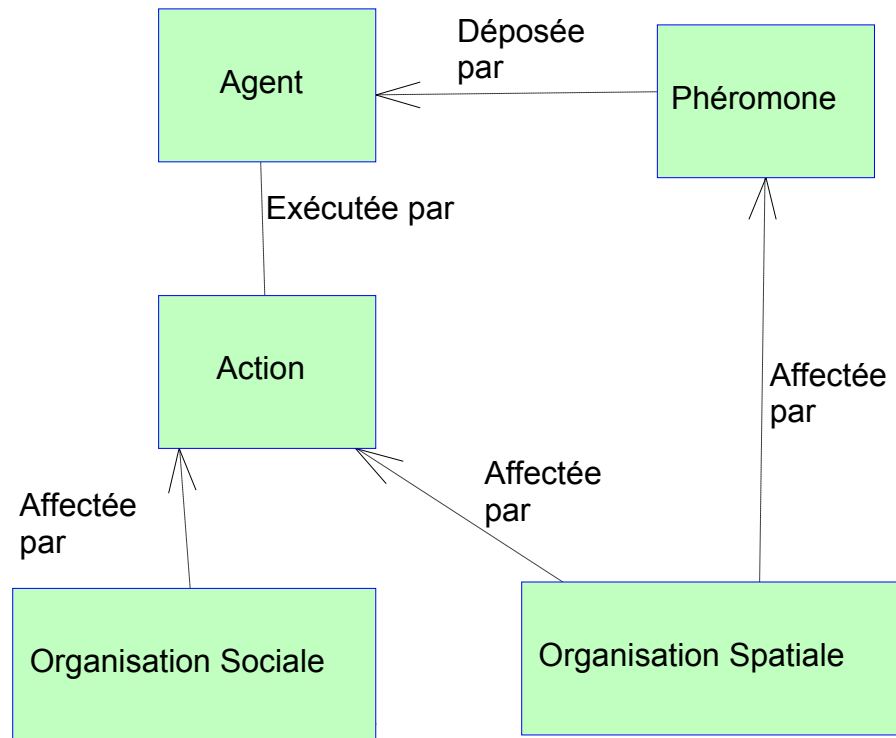 Agent
Déposée
par
Phéromone
Exécutée par
Action
Affectée
par
Affectée
par
Affectée
par
Organisation Sociale
Organisation Spatiale